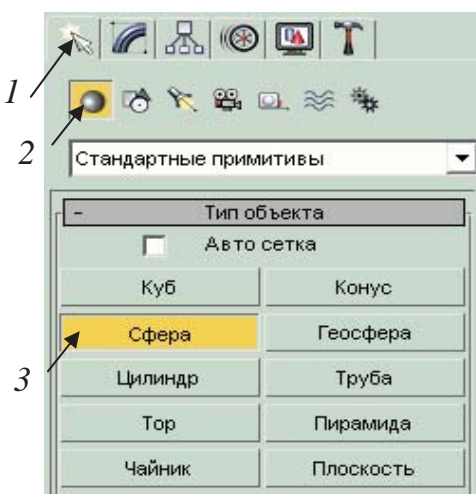 1
2
Стандартные примитивы
- Тип объекта
Авто сетка
Куб Конус
3 Сфера Геосфера
Цилиндр Труба
Тор Пирамида
Чайник Плоскость